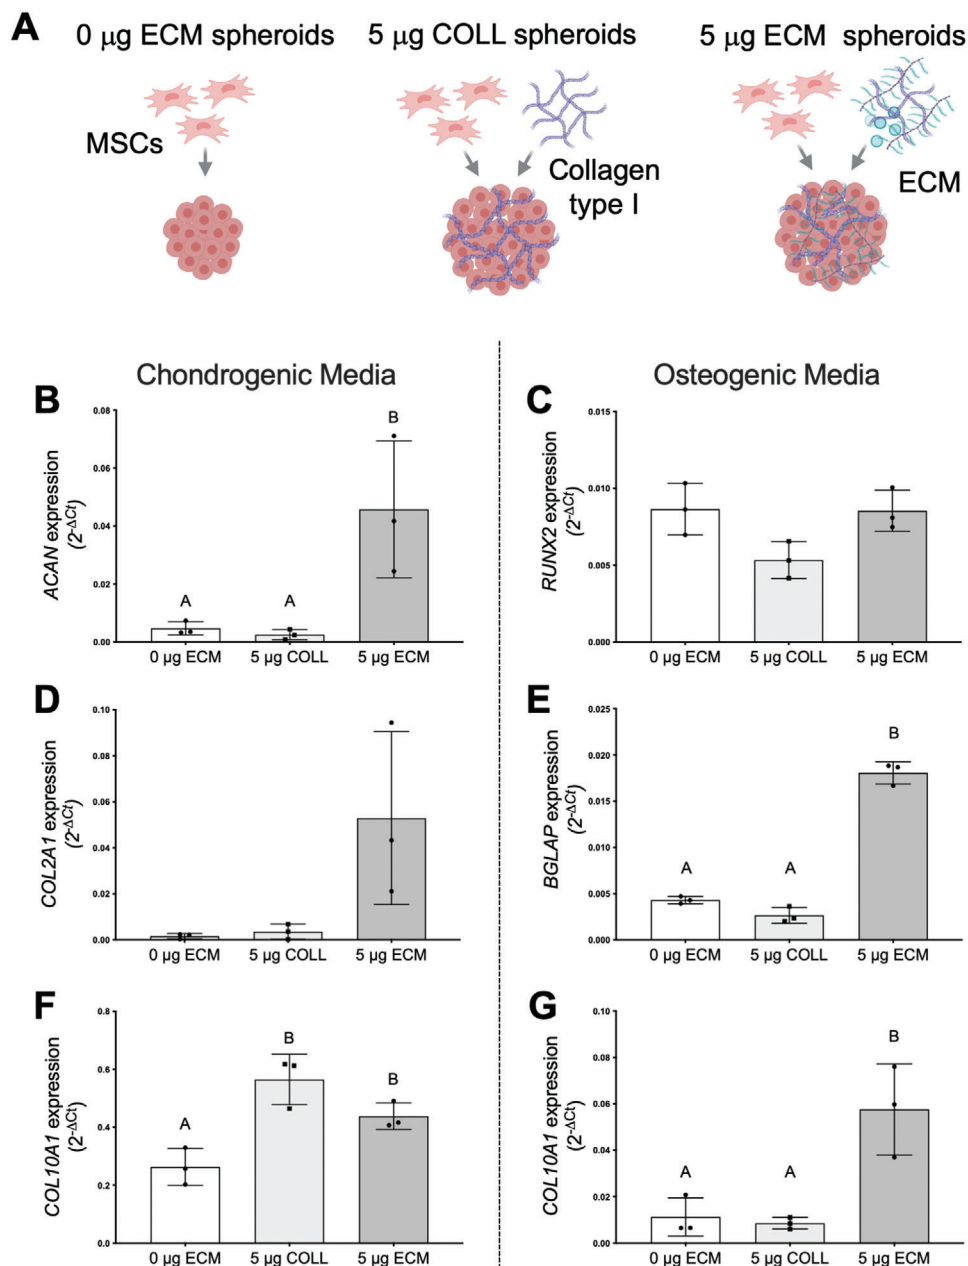 A
0 μg ECM spheroids
5 μg COLL spheroids
5 μg ECM spheroids
MSCs
Collagen
type I
ECM
Chondrogenic Media
Osteogenic Media
B
ACAN expression
(2-ΔCt)
0.08
0.06
0.04
0.02
0.00
A
A
B
0 μg ECM
5 μg COLL
5 μg ECM
C
RUNX2 expression
(2-ΔCt)
0.015
0.010
0.005
0.000
0 μg ECM
5 μg COLL
5 μg ECM
D
COL2A1 expression
(2-ΔCt)
0.10
0.08
0.06
0.04
0.02
0.00
0 μg ECM
5 μg COLL
5 μg ECM
E
BGLAP expression
(2-ΔCt)
0.025
0.020
0.015
0.010
0.005
0.000
A
A
B
0 μg ECM
5 μg COLL
5 μg ECM
F
COL10A1 expression
(2-ΔCt)
0.8
0.6
0.4
0.2
0.0
A
B
B
0 μg ECM
5 μg COLL
5 μg ECM
G
COL10A1 expression
(2-ΔCt)
0.10
0.08
0.06
0.04
0.02
0.00
A
A
B
0 μg ECM
5 μg COLL
5 μg ECM